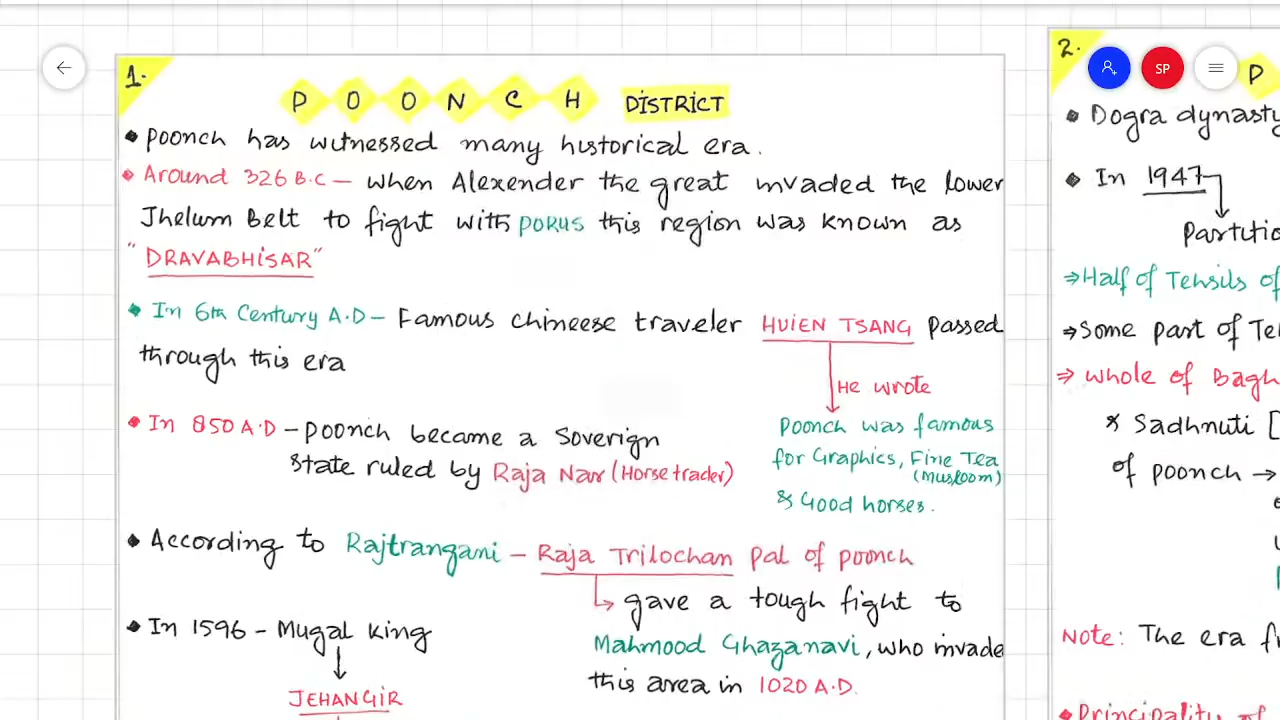 1.
POONCH DISTRICT
• Poonch has witnessed many historical era.
• Around 326 B.C — when Alexender the great invaded the lower
Jhelum Belt to fight with PORUS this region was known as
"DRAVABHISAR"
• In 6th Century A.D — Famous chineese traveler HUIEN TSANG passed
through this era
He wrote
Poonch was famous
for Graphics, Fine Tea
(Musloom)
& Good horses.
• In 850 A.D — Poonch became a Soverign
state ruled by Raja Nar (Horse trader)
• According to Rajtrangani — Raja Trilochan Pal of poonch
gave a tough fight to
Mahmood Ghazanavi, who invade
this area in 1020 A.D.
• In 1596 - Mugal king
JEHANGIR
SP
2.
P
• Dogra dynasty
• In 1947
Partitio
⇒ Half of Tehsils of
⇒ Some part of Te
⇒ whole of Bagh
& Sadhnuti [
of poonch →
Note: The era f
• Principality of